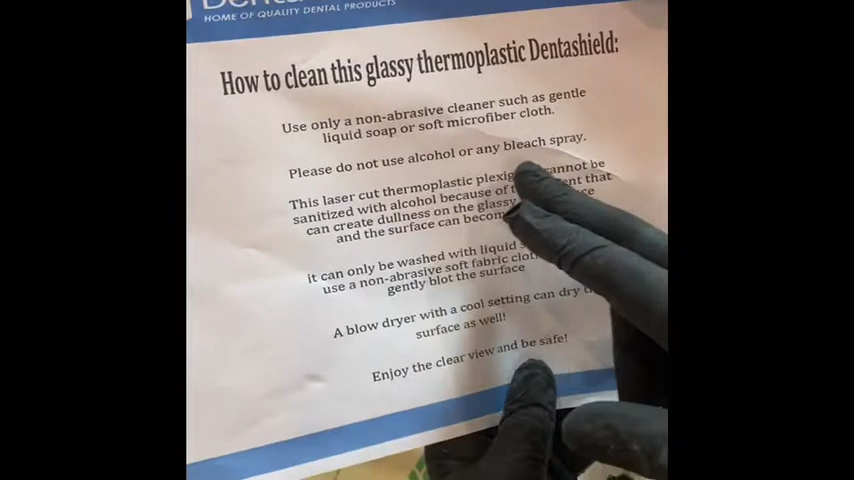 HOME OF QUALITY DENTAL PRODUCTS
How to clean this glassy thermoplastic Dentashield:
Use only a non-abrasive cleaner such as gentle
liquid soap or soft microfiber cloth.
Please do not use alcohol or any bleach spray.
This laser cut thermoplastic cannot be
sanitized with alcohol because of that
can create dullness on the glassy
and the surface can
it can only be washed with liquid
use a non-abrasive soft fabric
gently blot the surface
A blow dryer with a cool setting can dry
surface as well!
Enjoy the clear view and be safe!